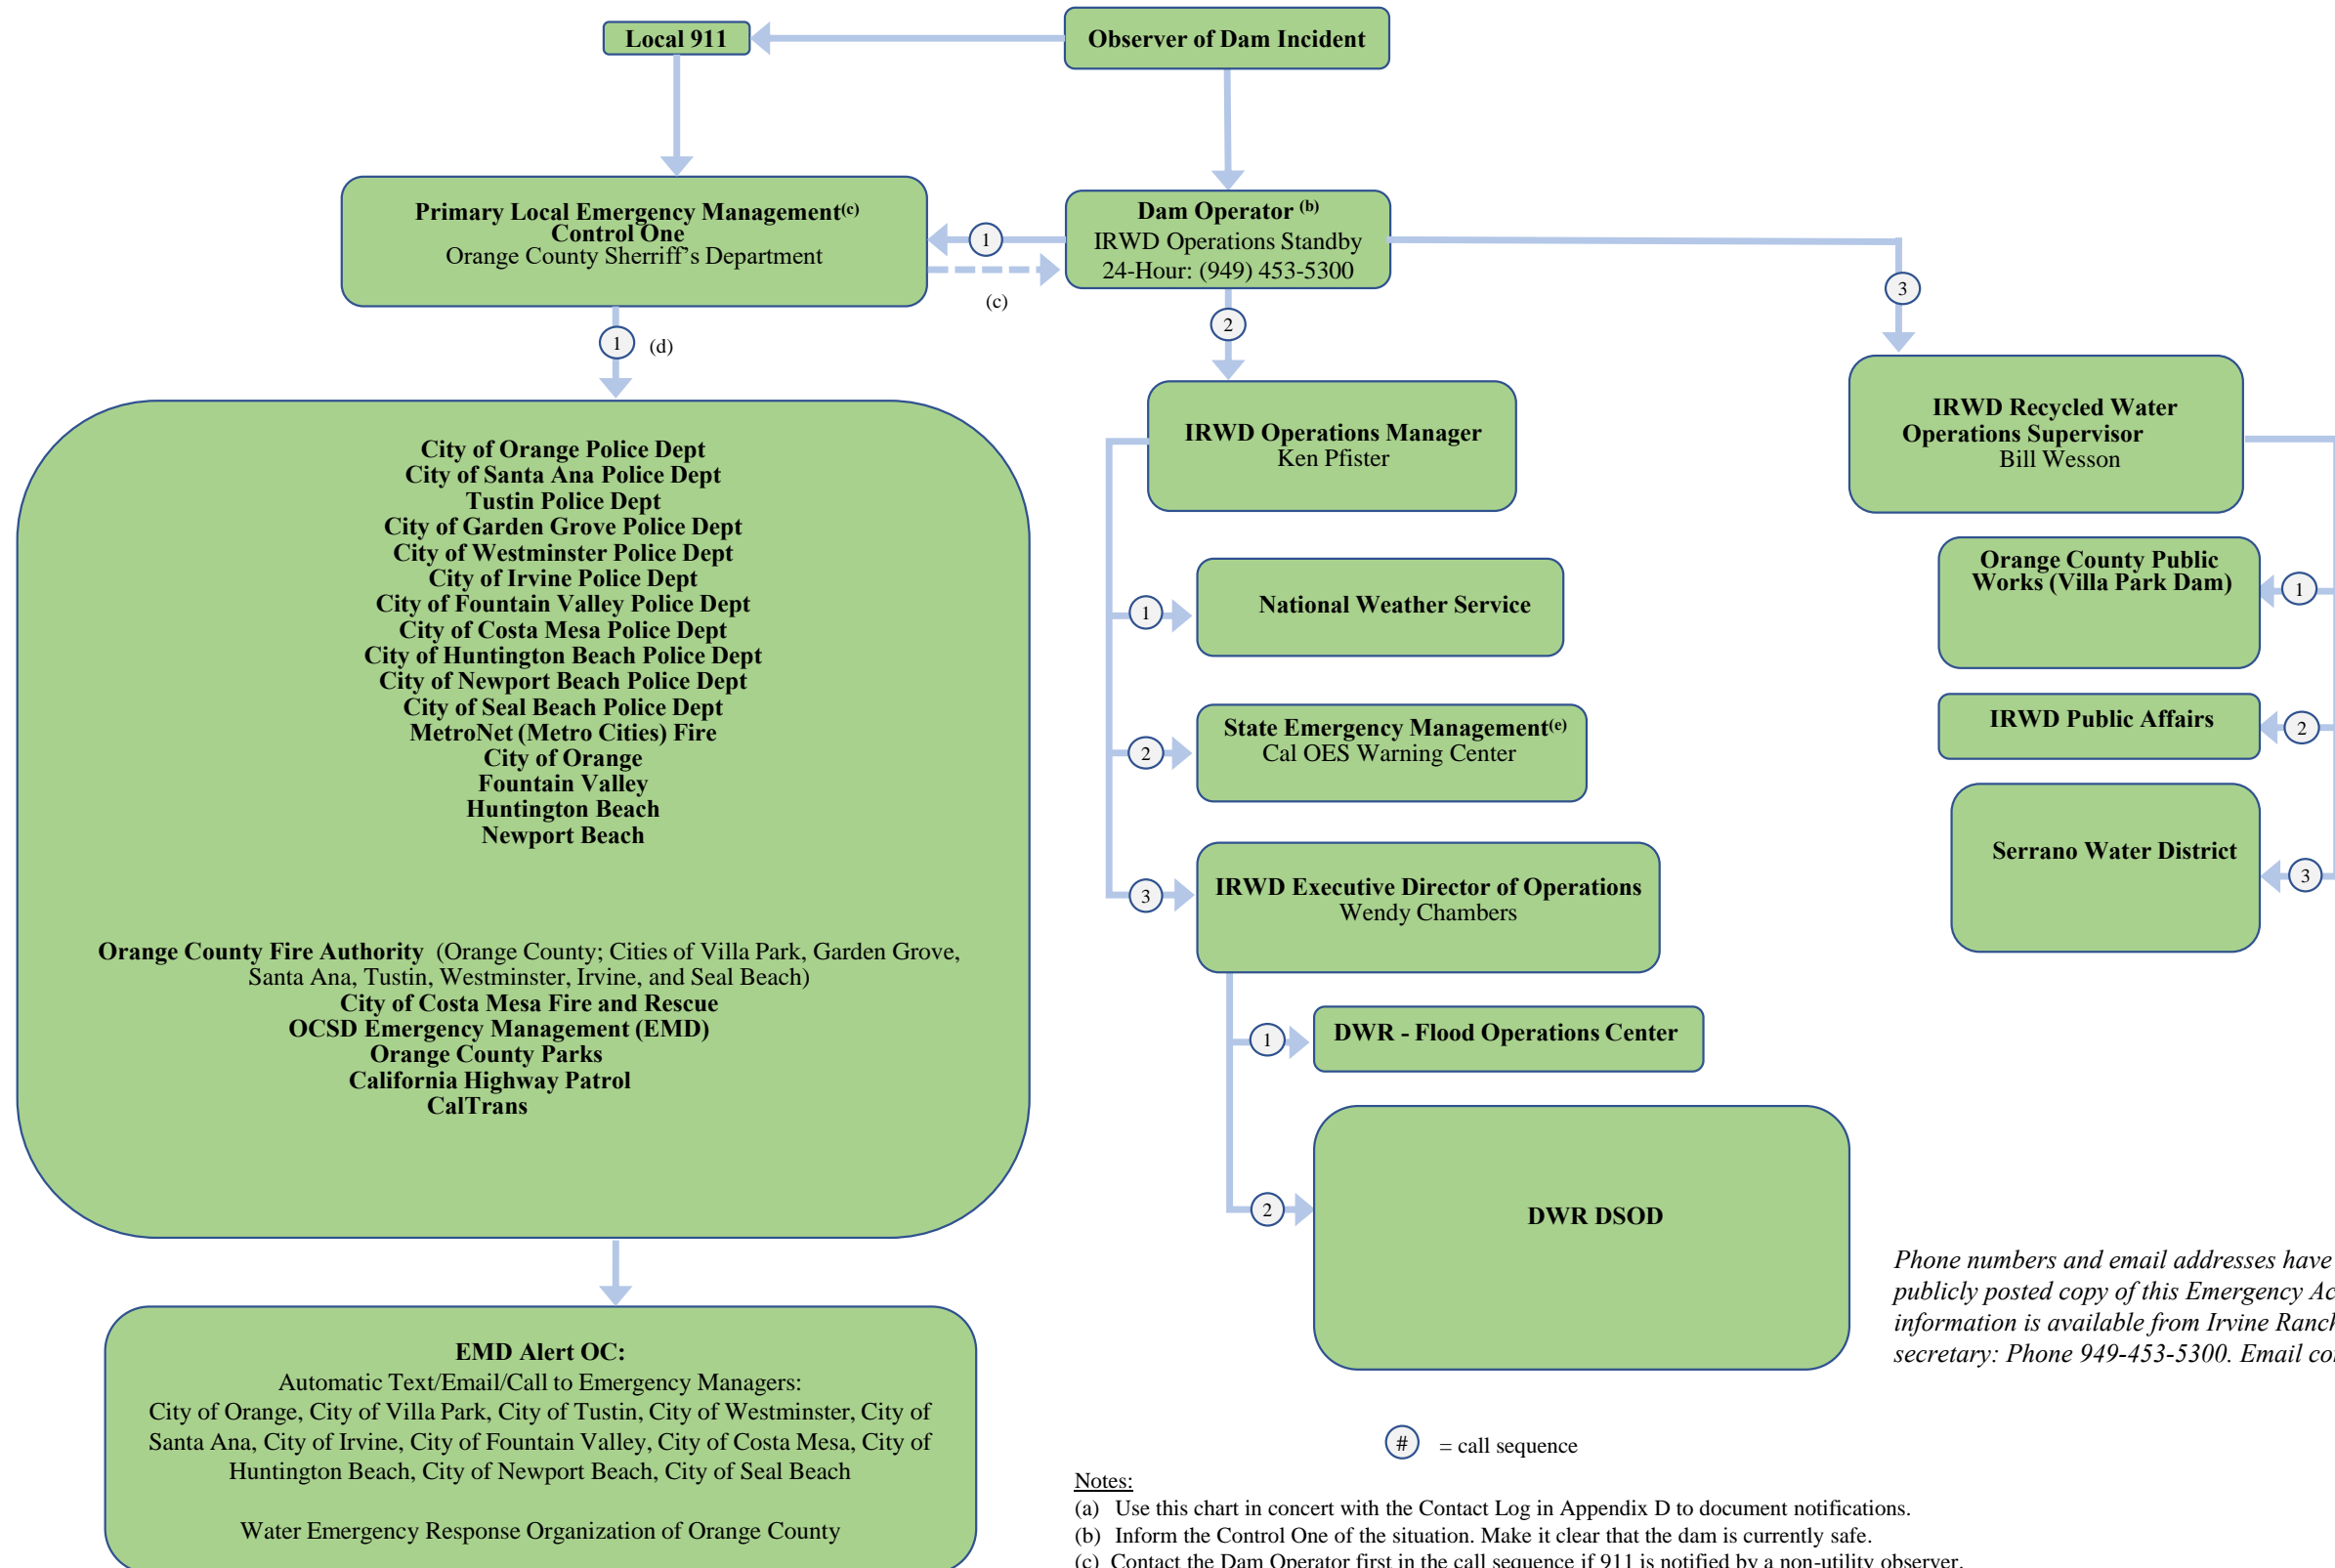 Local 911
Observer of Dam Incident
Primary Local Emergency Management(c)
Control One
Orange County Sherriff's Department
1
(c)
Dam Operator (b)
IRWD Operations Standby
24-Hour: (949) 453-5300
1
(d)
2
3
City of Orange Police Dept
City of Santa Ana Police Dept
Tustin Police Dept
City of Garden Grove Police Dept
City of Westminster Police Dept
City of Irvine Police Dept
City of Fountain Valley Police Dept
City of Costa Mesa Police Dept
City of Huntington Beach Police Dept
City of Newport Beach Police Dept
City of Seal Beach Police Dept
MetroNet (Metro Cities) Fire
City of Orange
Fountain Valley
Huntington Beach
Newport Beach
Orange County Fire Authority (Orange County; Cities of Villa Park, Garden Grove,
Santa Ana, Tustin, Westminster, Irvine, and Seal Beach)
City of Costa Mesa Fire and Rescue
OCSD Emergency Management (EMD)
Orange County Parks
California Highway Patrol
CalTrans
EMD Alert OC:
Automatic Text/Email/Call to Emergency Managers:
City of Orange, City of Villa Park, City of Tustin, City of Westminster, City of
Santa Ana, City of Irvine, City of Fountain Valley, City of Costa Mesa, City of
Huntington Beach, City of Newport Beach, City of Seal Beach
Water Emergency Response Organization of Orange County
IRWD Operations Manager
Ken Pfister
1
National Weather Service
2
State Emergency Management(e)
Cal OES Warning Center
3
IRWD Executive Director of Operations
Wendy Chambers
1
DWR - Flood Operations Center
2
DWR DSOD
IRWD Recycled Water
Operations Supervisor
Bill Wesson
Orange County Public
Works (Villa Park Dam)
1
IRWD Public Affairs
2
Serrano Water District
3
Phone numbers and email addresses have
publicly posted copy of this Emergency Ac
information is available from Irvine Ranch
secretary: Phone 949-453-5300. Email
# = call sequence
Notes:
(a) Use this chart in concert with the Contact Log in Appendix D to document notifications.
(b) Inform the Control One of the situation. Make it clear that the dam is currently safe.
(c) Contact the Dam Operator first in the call sequence if 911 is notified by a non-utility observer.